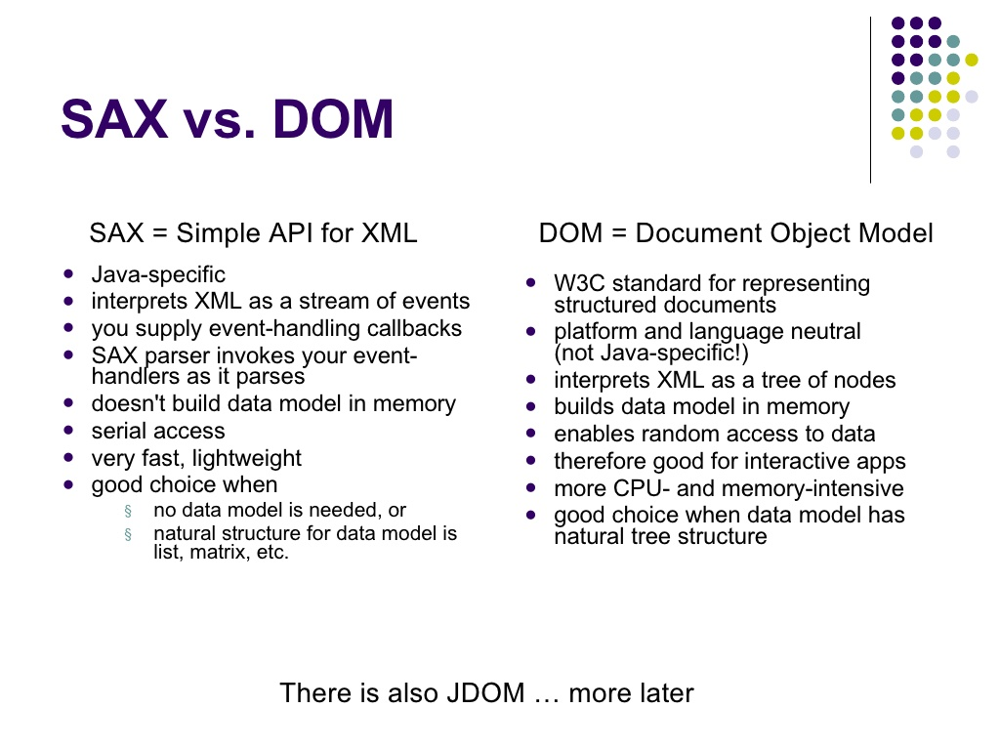 SAX vs. DOM
SAX = Simple API for XML
• Java-specific
• interprets XML as a stream of events
• you supply event-handling callbacks
• SAX parser invokes your event-
handlers as it parses
• doesn't build data model in memory
• serial access
• very fast, lightweight
• good choice when
§ no data model is needed, or
§ natural structure for data model is
list, matrix, etc.
DOM = Document Object Model
• W3C standard for representing
structured documents
• platform and language neutral
(not Java-specific!)
• interprets XML as a tree of nodes
• builds data model in memory
• enables random access to data
• therefore good for interactive apps
• more CPU- and memory-intensive
• good choice when data model has
natural tree structure
There is also JDOM … more later